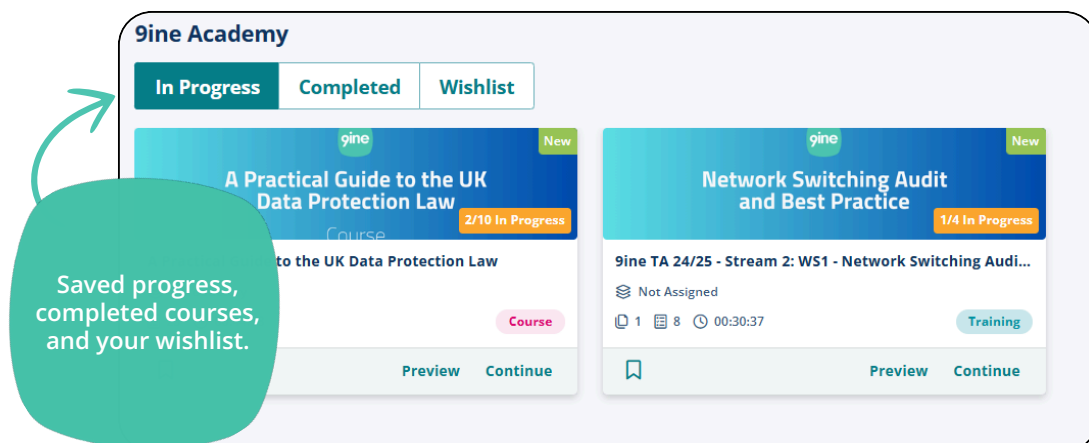 9ine Academy
In Progress
Completed
Wishlist
9ine
New
A Practical Guide to the UK
Data Protection Law
2/10 In Progress
Course
to the UK Data Protection Law
Course
Preview
Continue
9ine
New
Network Switching Audit
and Best Practice
1/4 In Progress
9ine TA 24/25 - Stream 2: WS1 - Network Switching Audi...
Not Assigned
1 8 00:30:37
Training
Preview
Continue
Saved progress,
completed courses,
and your wishlist.